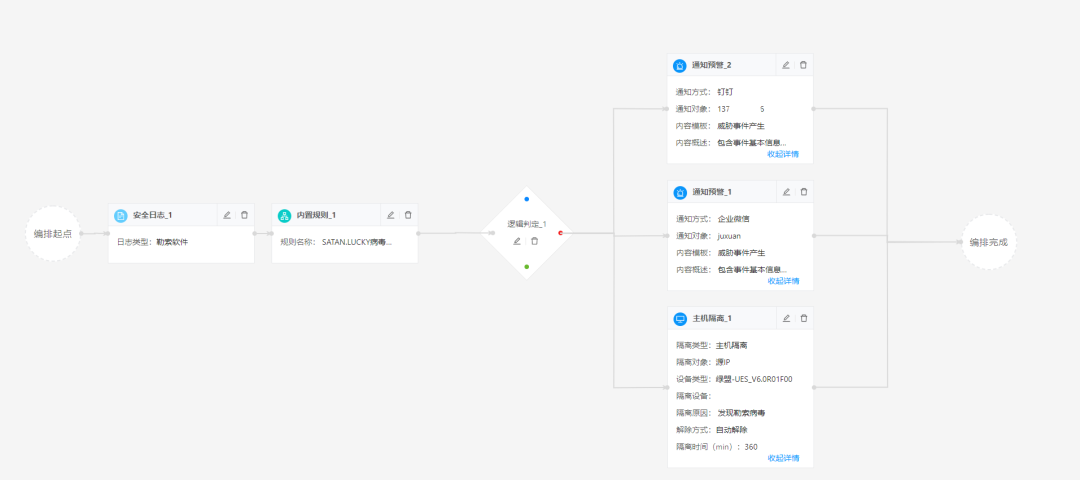 编排起点
安全日志_1
日志类型：勒索软件
内置规则_1
规则名称： SATAN.LUCKY病毒...
逻辑判定_1
通知预警_2
通知方式： 钉钉
通知对象： 137 5
内容模板： 威胁事件产生
内容概述： 包含事件基本信息...
收起详情
通知预警_1
通知方式： 企业微信
通知对象： juxuan
内容模板： 威胁事件产生
内容概述： 包含事件基本信息...
收起详情
主机隔离_1
隔离类型：主机隔离
隔离对象：源IP
设备类型：绿盟-UES_V6.0R01F00
隔离设备：
隔离原因： 发现勒索病毒
解除方式：自动解除
隔离时间（min）：360
收起详情
编排完成